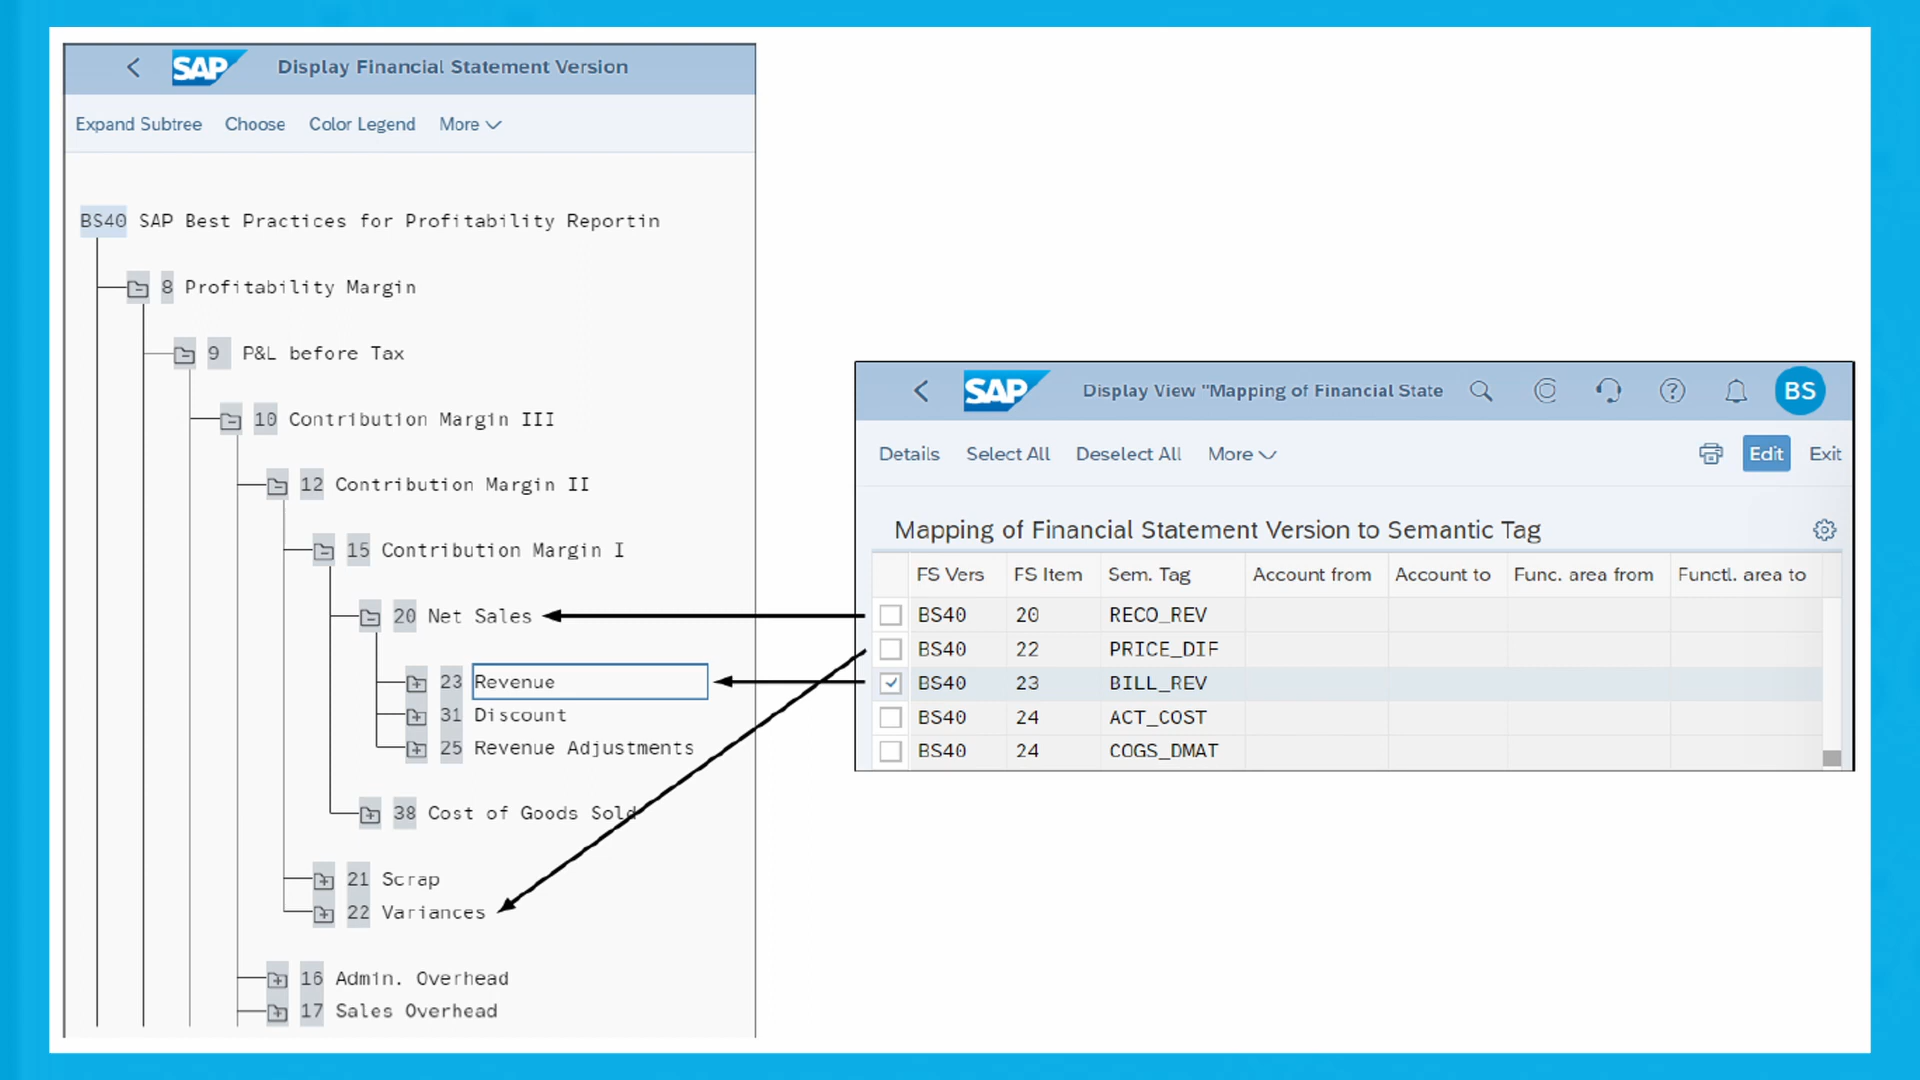 SAP Display Financial Statement Version
Expand Subtree Choose Color Legend More
BS40 SAP Best Practices for Profitability Reportin
8 Profitability Margin
9 P&L before Tax
10 Contribution Margin III
12 Contribution Margin II
15 Contribution Margin I
20 Net Sales
23 Revenue
31 Discount
25 Revenue Adjustments
38 Cost of Goods Sold
21 Scrap
22 Variances
16 Admin. Overhead
17 Sales Overhead
SAP Display View "Mapping of Financial State BS
Details Select All Deselect All More Edit Exit
Mapping of Financial Statement Version to Semantic Tag
FS Vers FS Item Sem. Tag Account from Account to Func. area from Functl. area to
BS40 20 RECO_REV
BS40 22 PRICE_DIF
BS40 23 BILL_REV
BS40 24 ACT_COST
BS40 24 COGS_DMAT